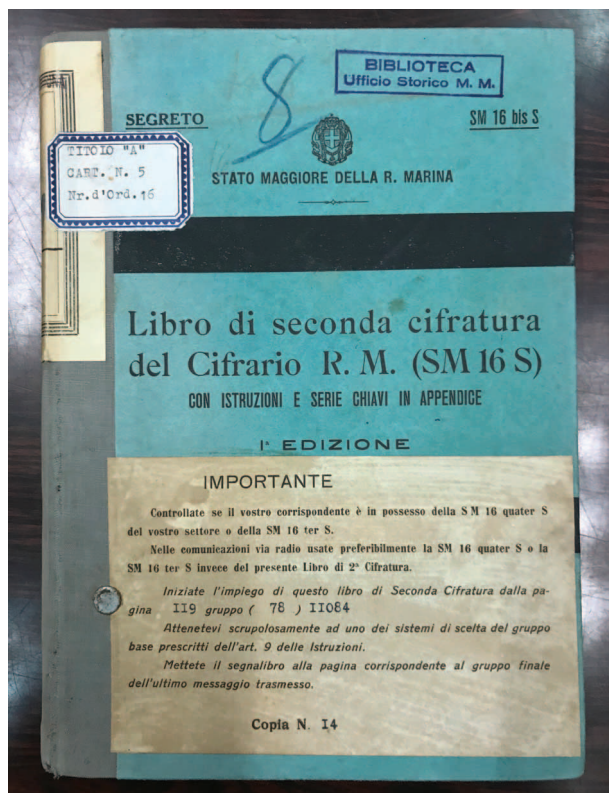 8
BIBLIOTECA
Ufficio Storico M. M.
SEGRETO
SM 16 bis S
TITOLO "A"
CART. N. 5
Nr.d'Ord.16
STATO MAGGIORE DELLA R. MARINA
Libro di seconda cifratura
del Cifrario R. M. (SM 16 S)
CON ISTRUZIONI E SERIE CHIAVI IN APPENDICE
Iª EDIZIONE
IMPORTANTE
Controllate se il vostro corrispondente è in possesso della S M 16 quater S
del vostro settore o della SM 16 ter S.
Nelle comunicazioni via radio usate preferibilmente la SM 16 quater S o la
SM 16 ter S invece del presente Libro di 2ª Cifratura.
Iniziate l'impiego di questo libro di Seconda Cifratura dalla pa-
gina II9 gruppo ( 78 ) II084
Attenetevi scrupolosamente ad uno dei sistemi di scelta del gruppo
base prescritti dell'art. 9 delle Istruzioni.
Mettete il segnalibro alla pagina corrispondente al gruppo finale
dell'ultimo messaggio trasmesso.
Copia N. I4